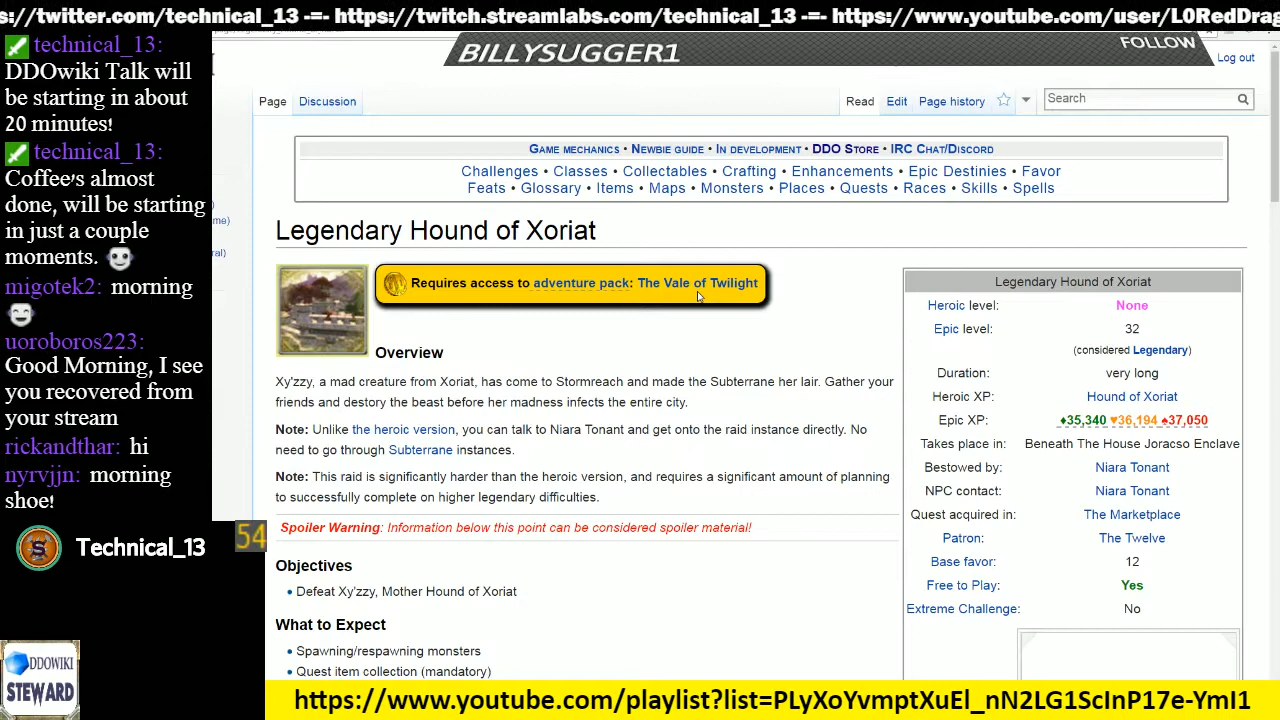 s://twitter.com/technical_13 -=- https://twitch.streamlabs.com/technical_13 -=- https://www.youtube.com/user/L0RedDrag
technical_13:
DDOwiki Talk will
be starting in about
20 minutes!
technical_13:
Coffee's almost
done, will be starting
in just a couple
moments.
migotek2: morning
uoroboros223:
Good Morning, I see
you recovered from
your stream
rickandthar: hi
nyrvjjn: morning
shoe!
Technical_13
54
DDOWIKI
STEWARD
BILLYSUGGER1
FOLLOW
Log out
Page Discussion
Read Edit Page history
Search
me)
ral)
Game mechanics • Newbie guide • In development • DDO Store • IRC Chat/Discord
Challenges • Classes • Collectables • Crafting • Enhancements • Epic Destinies • Favor
Feats • Glossary • Items • Maps • Monsters • Places • Quests • Races • Skills • Spells
Legendary Hound of Xoriat
Requires access to adventure pack: The Vale of Twilight
Overview
Xy'zzy, a mad creature from Xoriat, has come to Stormreach and made the Subterrane her lair. Gather your
friends and destory the beast before her madness infects the entire city.
Note: Unlike the heroic version, you can talk to Niara Tonant and get onto the raid instance directly. No
need to go through Subterrane instances.
Note: This raid is significantly harder than the heroic version, and requires a significant amount of planning
to successfully complete on higher legendary difficulties.
Spoiler Warning: Information below this point can be considered spoiler material!
Objectives
Defeat Xy'zzy, Mother Hound of Xoriat
What to Expect
Spawning/respawning monsters
Quest item collection (mandatory)
Legendary Hound of Xoriat
Heroic level: None
Epic level: 32
(considered Legendary)
Duration: very long
Heroic XP: Hound of Xoriat
Epic XP: ♦35,340 ♥36,194 ♠37,050
Takes place in: Beneath The House Joracso Enclave
Bestowed by: Niara Tonant
NPC contact: Niara Tonant
Quest acquired in: The Marketplace
Patron: The Twelve
Base favor: 12
Free to Play: Yes
Extreme Challenge: No
https://www.youtube.com/playlist?list=PLyXoYvmptXuEl_nN2LG1ScInP17e-YmI1